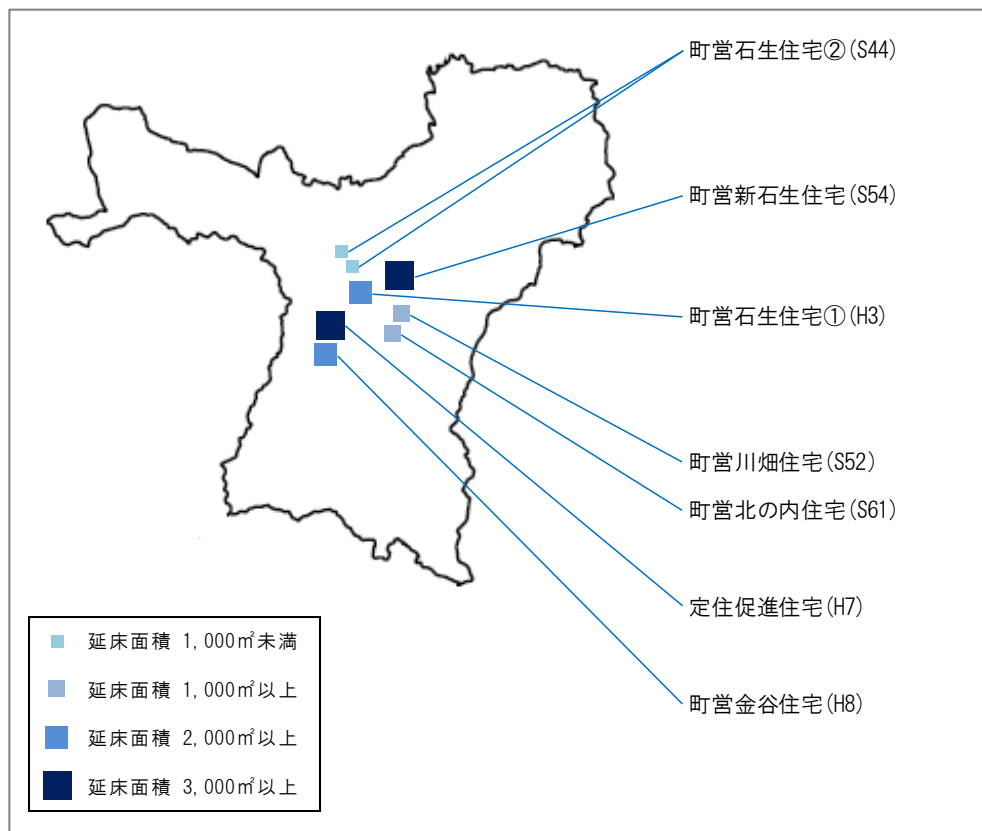 町営石生住宅②(S44)
町営新石生住宅(S54)
町営石生住宅①(H3)
町営川畑住宅(S52)
町営北の内住宅(S61)
定住促進住宅(H7)
町営金谷住宅(H8)
延床面積 1,000㎡未満
延床面積 1,000㎡以上
延床面積 2,000㎡以上
延床面積 3,000㎡以上